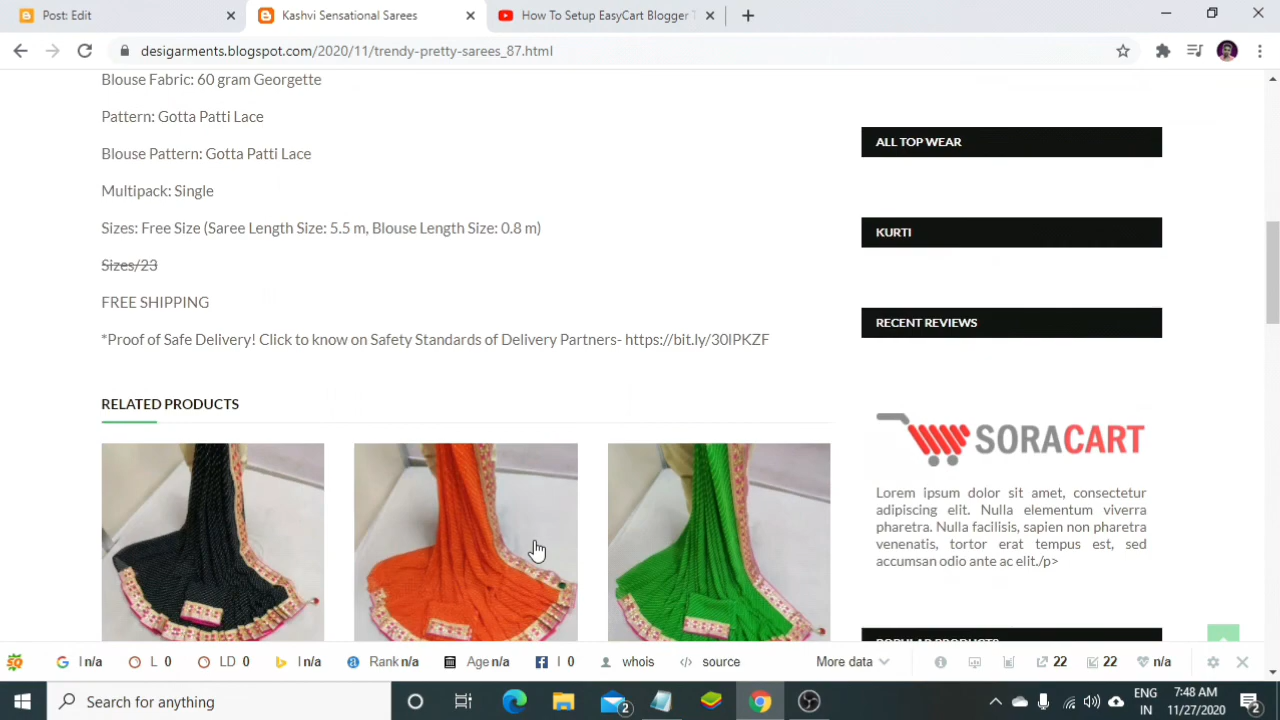 Post: Edit
Kashvi Sensational Sarees
How To Setup EasyCart Blogger T
desigarments.blogspot.com/2020/11/trendy-pretty-sarees_87.html
Blouse Fabric: 60 gram Georgette
Pattern: Gotta Patti Lace
Blouse Pattern: Gotta Patti Lace
Multipack: Single
Sizes: Free Size (Saree Length Size: 5.5 m, Blouse Length Size: 0.8 m)
Sizes/23
FREE SHIPPING
*Proof of Safe Delivery! Click to know on Safety Standards of Delivery Partners- https://bit.ly/30lPKZF
RELATED PRODUCTS
ALL TOP WEAR
KURTI
RECENT REVIEWS
SORACART
Lorem ipsum dolor sit amet, consectetur
adipiscing elit. Nulla elementum viverra
pharetra. Nulla facilisis, sapien non pharetra
venenatis, tortor erat tempus est, sed
accumsan odio ante ac elit./p>
POPULAR PRODUCTS
I n/a L 0 LD 0 I n/a Rank n/a Age n/a I 0 whois source More data 22 22 n/a
Search for anything
2
ENG
IN
7:48 AM
11/27/2020
2